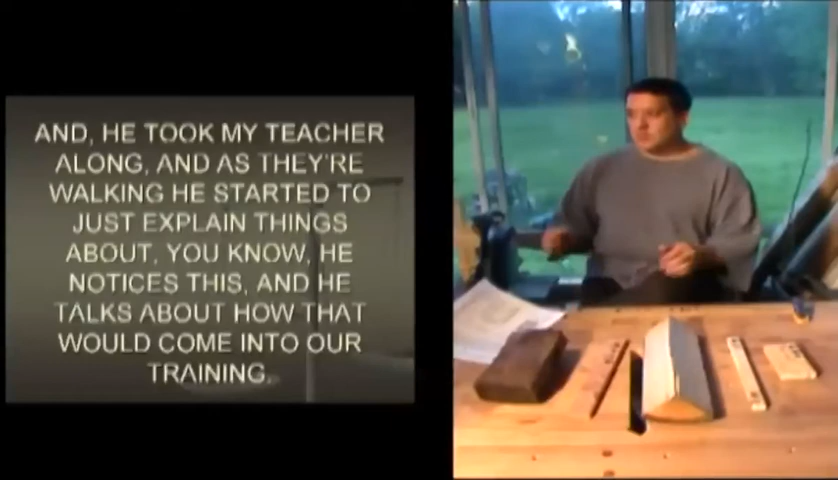 AND, HE TOOK MY TEACHER
ALONG, AND AS THEY'RE
WALKING HE STARTED TO
JUST EXPLAIN THINGS
ABOUT, YOU KNOW, HE
NOTICES THIS, AND HE
TALKS ABOUT HOW THAT
WOULD COME INTO OUR
TRAINING.